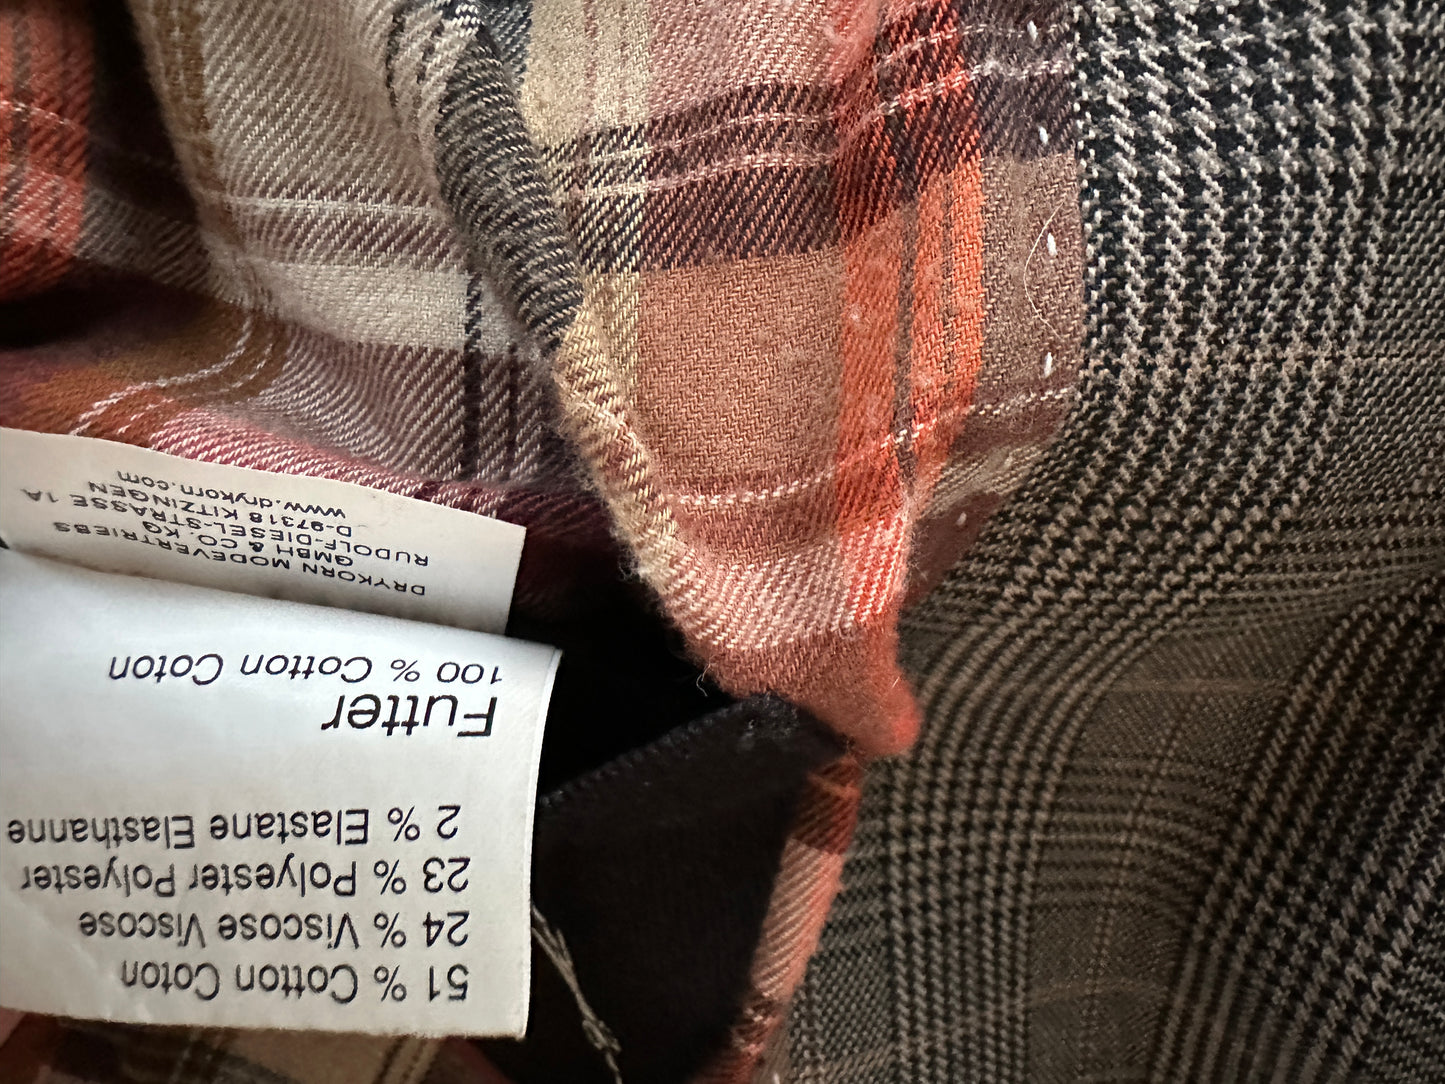 51 % Cotton Coton
24 % Viscose Viscose
23 % Polyester Polyester
2 % Elastane Elasthanne
Futter
100 % Cotton Coton
DRYKORN MODEVERTRIEBS
GMBH & CO. KG
RUDOLF-DIESEL-STRASSE 1A
D-97318 KITZINGEN
www.drykorn.com